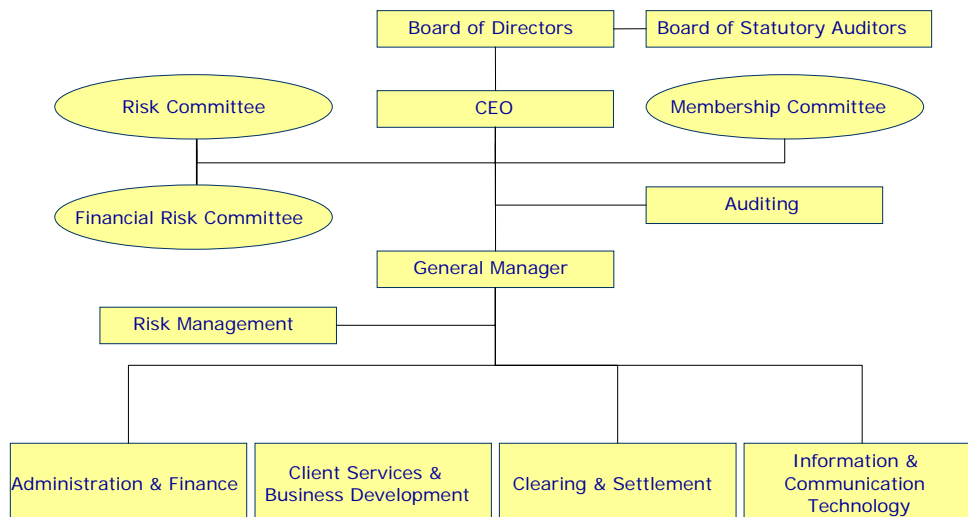 Board of Directors
Board of Statutory Auditors
Risk Committee
CEO
Membership Committee
Financial Risk Committee
Auditing
General Manager
Risk Management
Administration & Finance
Client Services &
Business Development
Clearing & Settlement
Information &
Communication
Technology